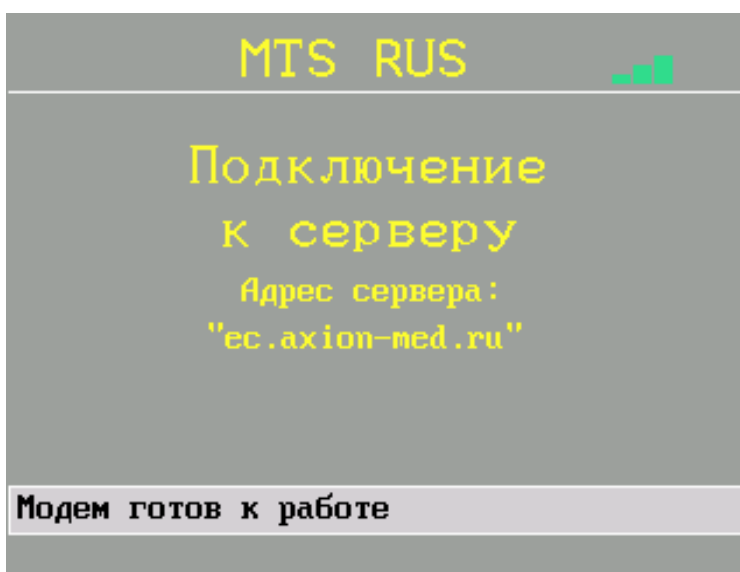 MTS RUS
Подключение
к серверу
Адрес сервера:
"ec.axion-med.ru"
Модем готов к работе